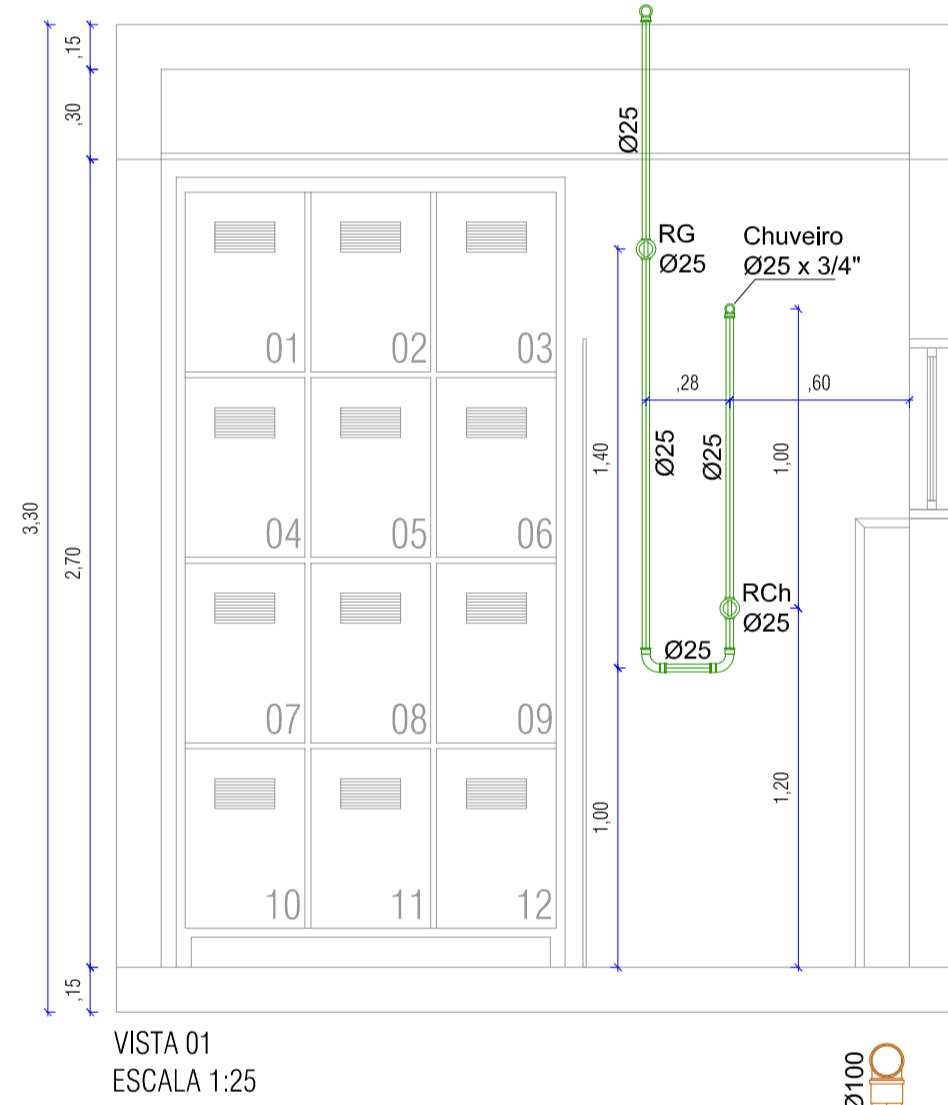 ,15
,30
Ø25
RG
Ø25
Chuveiro
Ø25 x 3/4"
01
02
03
,28
,60
1,40
Ø25
Ø25
1,00
3,30
2,70
04
05
06
RCh
Ø25
Ø25
07
08
09
1,00
1,20
10
11
12
,15
VISTA 01
ESCALA 1:25
Ø100